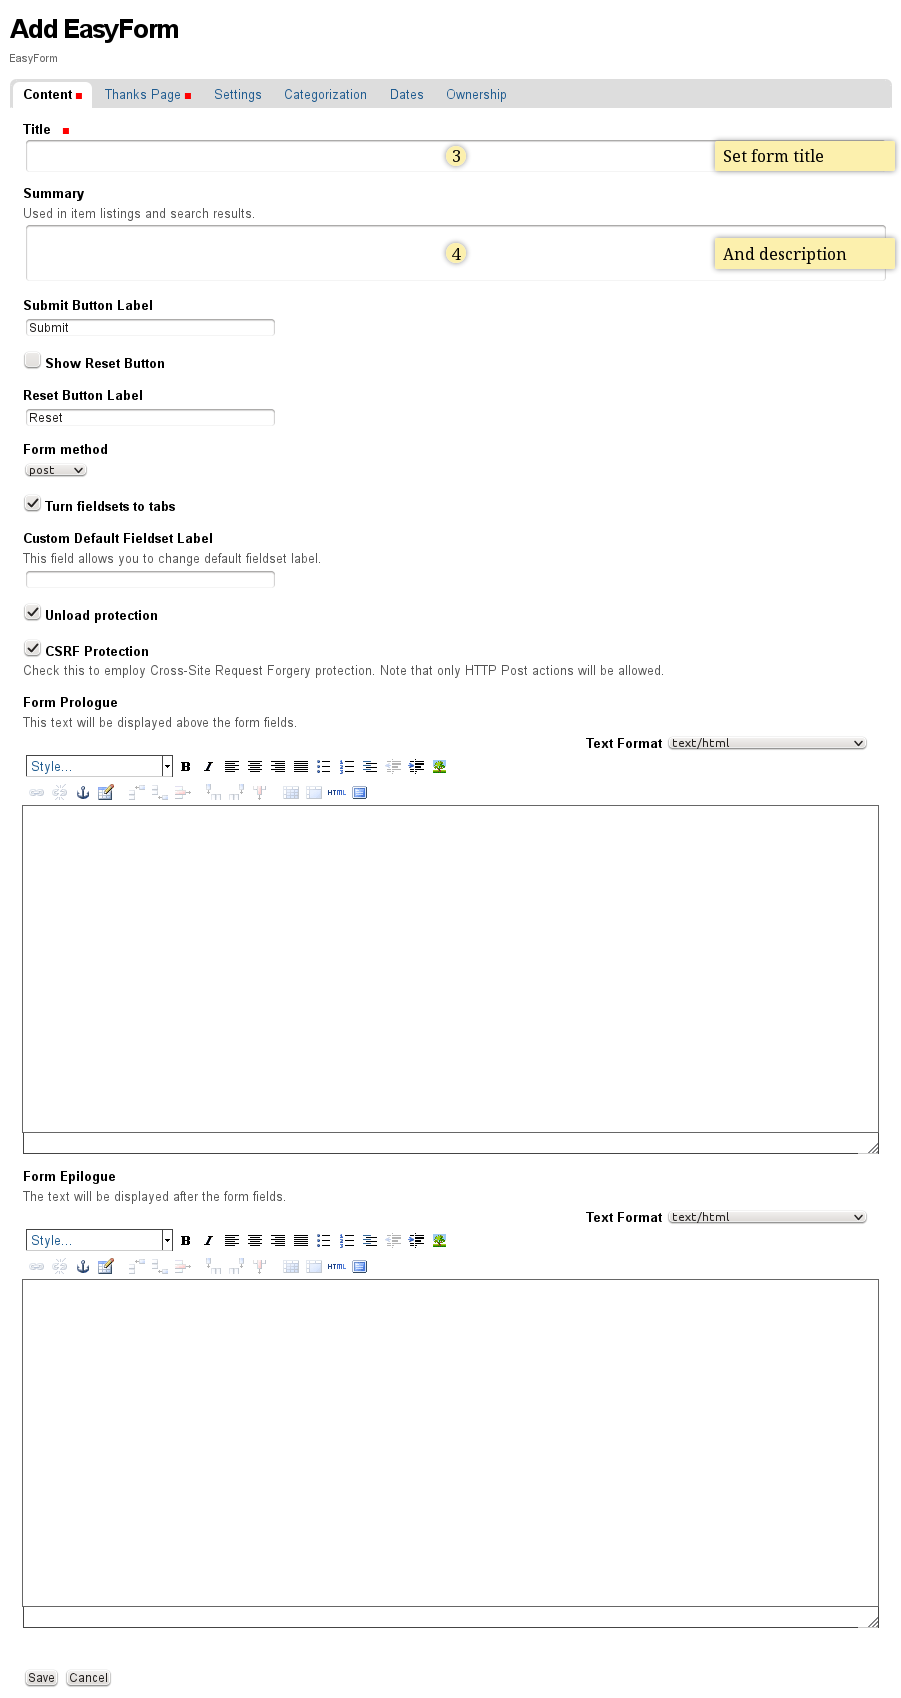 Add EasyForm
EasyForm
Content Thanks Page Settings Categorization Dates Ownership
Title
3 Set form title
Summary
Used in item listings and search results.
4 And description
Submit Button Label
Submit
Show Reset Button
Reset Button Label
Reset
Form method
post
Turn fieldsets to tabs
Custom Default Fieldset Label
This field allows you to change default fieldset label.
Unload protection
CSRF Protection
Check this to employ Cross-Site Request Forgery protection. Note that only HTTP Post actions will be allowed.
Form Prologue
This text will be displayed above the form fields.
Text Format text/html
Style... B I
HTML
Form Epilogue
The text will be displayed after the form fields.
Text Format text/html
Style... B I
HTML
Save Cancel